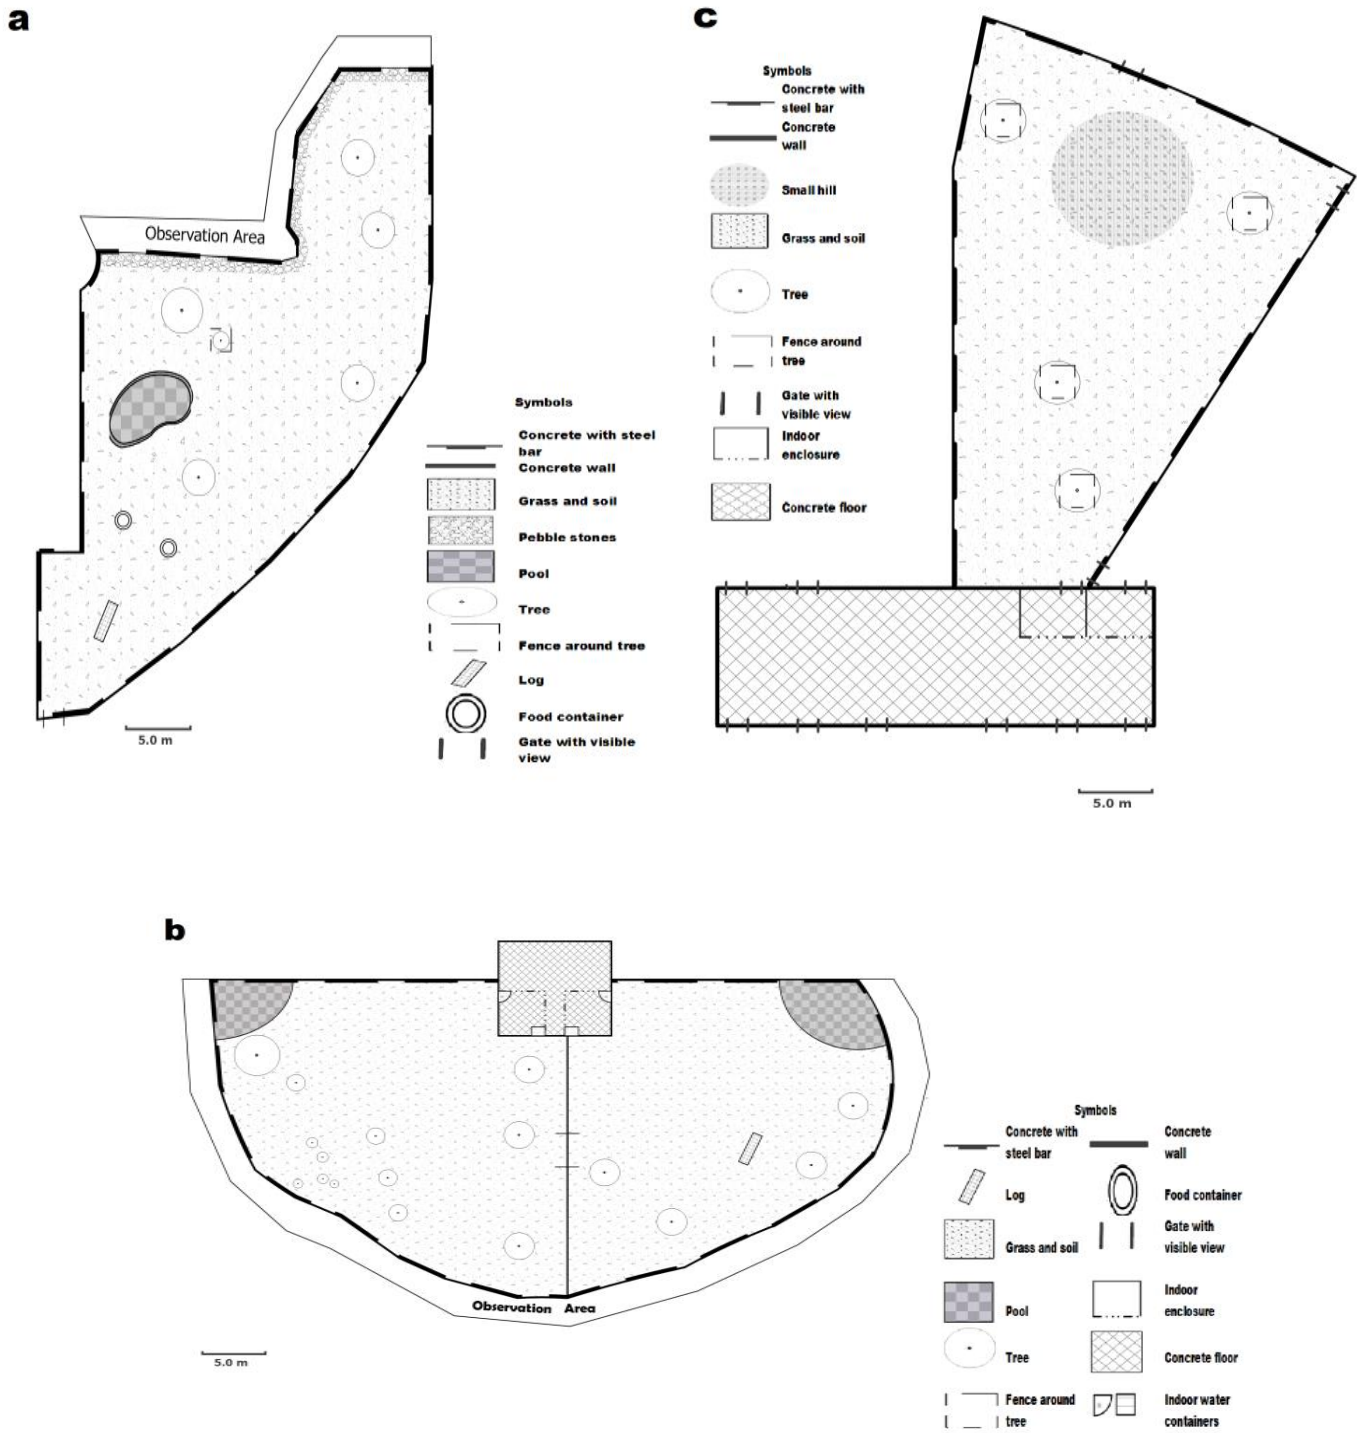 a
Observation Area
Symbols
Concrete with steel
bar
Concrete wall
Grass and soil
Pebble stones
Pool
Tree
Fence around tree
Log
Food container
Gate with visible
view
5.0 m
c
Symbols
Concrete with
steel bar
Concrete
wall
Small hill
Grass and soil
Tree
Fence around
tree
Gate with
visible view
Indoor
enclosure
Concrete floor
5.0 m
b
Observation Area
5.0 m
Symbols
Concrete with
steel bar
Concrete
wall
Log
Food container
Grass and soil
Gate with
visible view
Pool
Indoor
enclosure
Tree
Concrete floor
Fence around
tree
Indoor water
containers